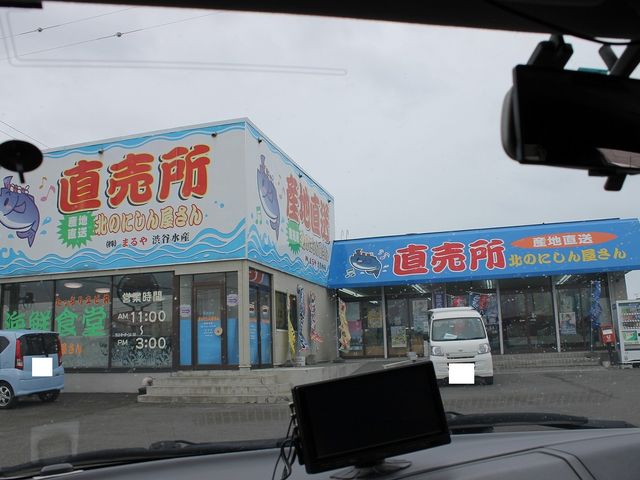 直売所
産地
直送
北のにしん屋さん
㈱まるや渋谷水産
産地直送
直売所
産地直送
北のにしん屋さん
海鮮食堂
営業時間
AM 11:00
～
PM 3:00